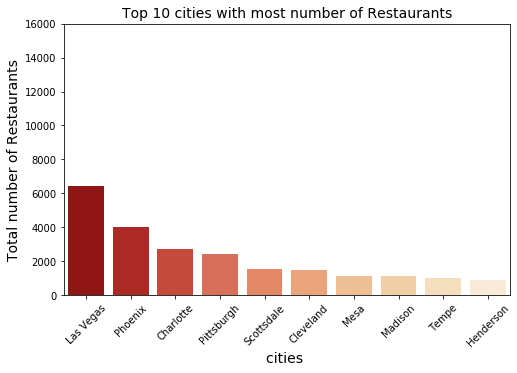 Top 10 cities with most number of Restaurants
Total number of Restaurants
16000
14000
12000
10000
8000
6000
4000
2000
0
Las Vegas
Phoenix
Charlotte
Pittsburgh
Scottsdale
Cleveland
Mesa
Madison
Tempe
Henderson
cities